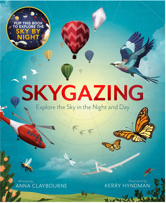 FLIP THIS BOOK
TO EXPLORE THE
SKY BY
NIGHT
SKYGAZING
Explore the Sky in the Night and Day
ANNA CLAYBOURNE
KERRY HYNDMAN